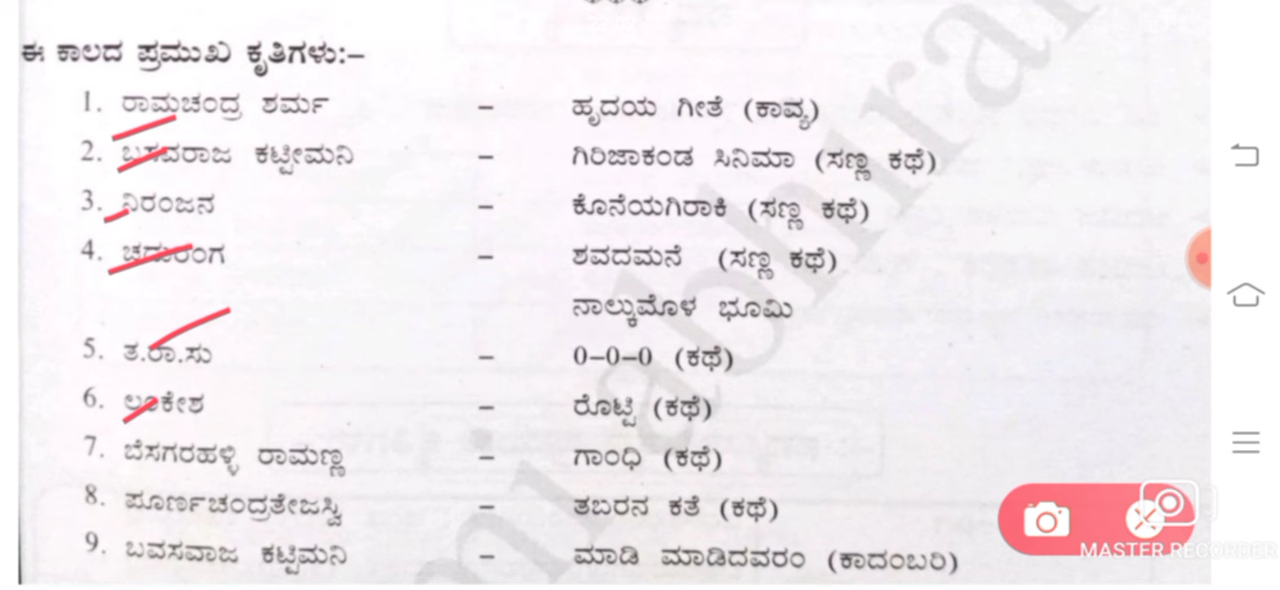 ಈ ಕಾಲದ ಪ್ರಮುಖ ಕೃತಿಗಳು:–
1. ರಾಮಚಂದ್ರ ಶರ್ಮ – ಹೃದಯ ಗೀತೆ (ಕಾವ್ಯ)
2. ಬಸವರಾಜ ಕಟ್ಟೀಮನಿ – ಗಿರಿಜಾಕಂಡ ಸಿನಿಮಾ (ಸಣ್ಣ ಕಥೆ)
3. ನಿರಂಜನ – ಕೊನೆಯಗಿರಾಕಿ (ಸಣ್ಣ ಕಥೆ)
4. ಚದುರಂಗ – ಶವದಮನೆ (ಸಣ್ಣ ಕಥೆ)
ನಾಲ್ಕುಮೊಳ ಭೂಮಿ
5. ತ.ರಾ.ಸು – 0–0–0 (ಕಥೆ)
6. ಲಂಕೇಶ – ರೊಟ್ಟಿ (ಕಥೆ)
7. ಬೆಸಗರಹಳ್ಳಿ ರಾಮಣ್ಣ – ಗಾಂಧಿ (ಕಥೆ)
8. ಪೂರ್ಣಚಂದ್ರತೇಜಸ್ವಿ – ತಬರನ ಕತೆ (ಕಥೆ)
9. ಬವಸವಾಜ ಕಟ್ಟಿಮನಿ – ಮಾಡಿ ಮಾಡಿದವರಂ (ಕಾದಂಬರಿ)
MASTER RECORDER